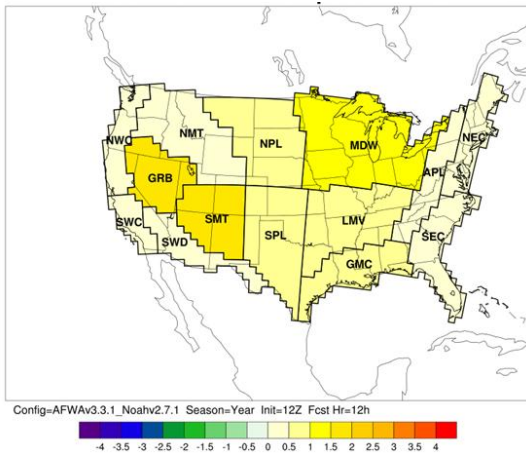 NWC
NMT
NPL
MDW
NEC
GRB
APL
SWC
SMT
SPL
LMV
SEC
SWD
GMC
Config=AFWAv3.3.1_Noahv2.7.1 Season=Year Init=12Z Fcst Hr=12h
-4 -3.5 -3 -2.5 -2 -1.5 -1 -0.5 0 0.5 1 1.5 2 2.5 3 3.5 4